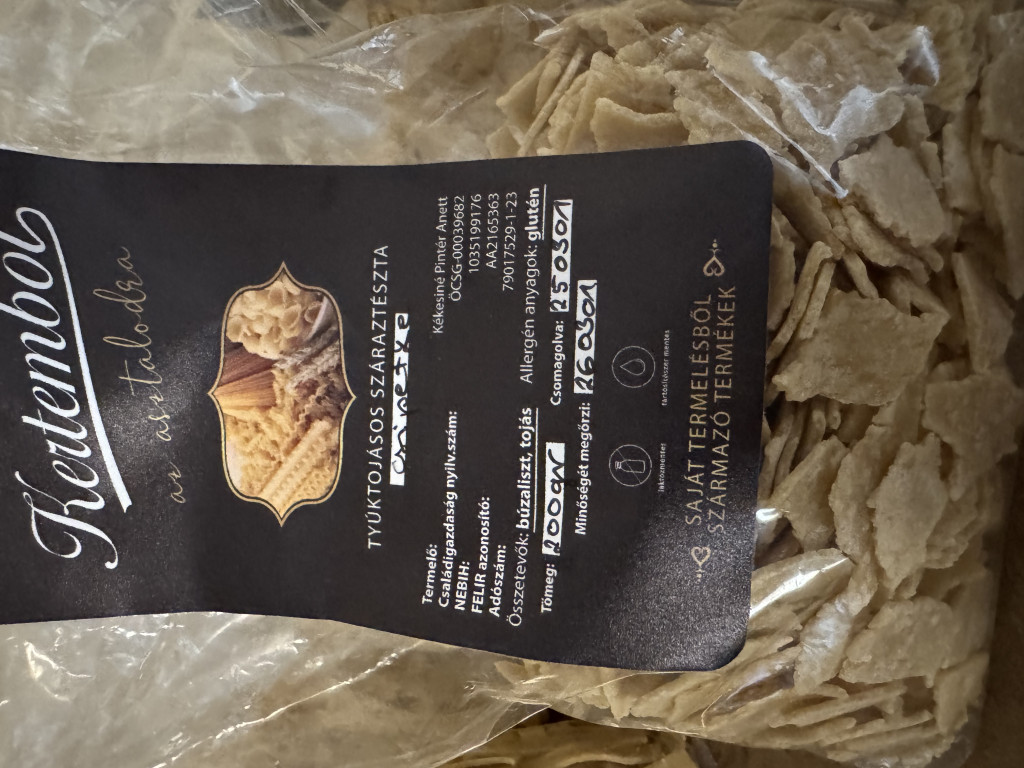 Kertemből
az asztalodra
TYÚKTOJÁSOS SZÁRAZTÉSZTA
csipetke
Termelő: Kékesiné Pintér Anett
Családigazdaság nyilv.szám: ÖCSG-00039682
NEBIH: 1035199176
FELIR azonosító: AA2165363
Adószám: 79017529-1-23
Összetevők: búzaliszt, tojás Allergén anyagok: glutén
Tömeg: 200gr Csomagolva: 250301
Minőségét megőrzi: 260301
laktózmentes tartósítószer mentes
SAJÁT TERMELÉSBŐL
SZÁRMAZÓ TERMÉKEK